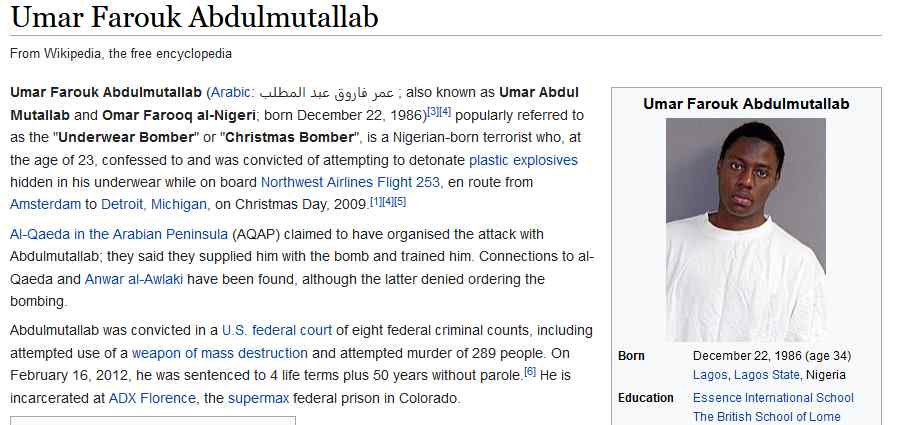 Umar Farouk Abdulmutallab
From Wikipedia, the free encyclopedia
Umar Farouk Abdulmutallab (Arabic: عمر فاروق عبد المطلب ; also known as Umar Abdul
Mutallab and Omar Farooq al-Nigeri; born December 22, 1986)[3][4] popularly referred to
as the "Underwear Bomber" or "Christmas Bomber", is a Nigerian-born terrorist who, at
the age of 23, confessed to and was convicted of attempting to detonate plastic explosives
hidden in his underwear while on board Northwest Airlines Flight 253, en route from
Amsterdam to Detroit, Michigan, on Christmas Day, 2009.[1][4][5]
Al-Qaeda in the Arabian Peninsula (AQAP) claimed to have organised the attack with
Abdulmutallab; they said they supplied him with the bomb and trained him. Connections to al-
Qaeda and Anwar al-Awlaki have been found, although the latter denied ordering the
bombing.
Abdulmutallab was convicted in a U.S. federal court of eight federal criminal counts, including
attempted use of a weapon of mass destruction and attempted murder of 289 people. On
February 16, 2012, he was sentenced to 4 life terms plus 50 years without parole.[6] He is
incarcerated at ADX Florence, the supermax federal prison in Colorado.
Umar Farouk Abdulmutallab
Born December 22, 1986 (age 34)
Lagos, Lagos State, Nigeria
Education Essence International School
The British School of Lome